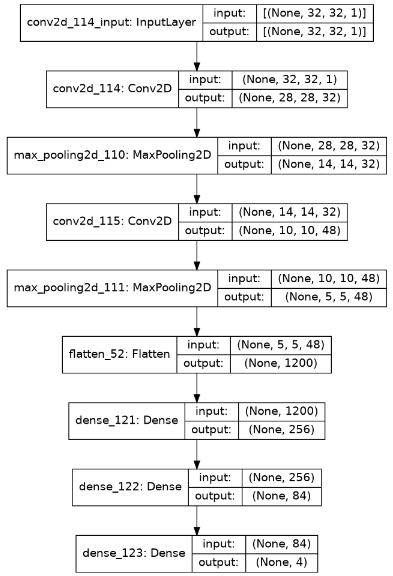 conv2d_114_input: InputLayer
input: [(None, 32, 32, 1)]
output: [(None, 32, 32, 1)]
conv2d_114: Conv2D
input: (None, 32, 32, 1)
output: (None, 28, 28, 32)
max_pooling2d_110: MaxPooling2D
input: (None, 28, 28, 32)
output: (None, 14, 14, 32)
conv2d_115: Conv2D
input: (None, 14, 14, 32)
output: (None, 10, 10, 48)
max_pooling2d_111: MaxPooling2D
input: (None, 10, 10, 48)
output: (None, 5, 5, 48)
flatten_52: Flatten
input: (None, 5, 5, 48)
output: (None, 1200)
dense_121: Dense
input: (None, 1200)
output: (None, 256)
dense_122: Dense
input: (None, 256)
output: (None, 84)
dense_123: Dense
input: (None, 84)
output: (None, 4)